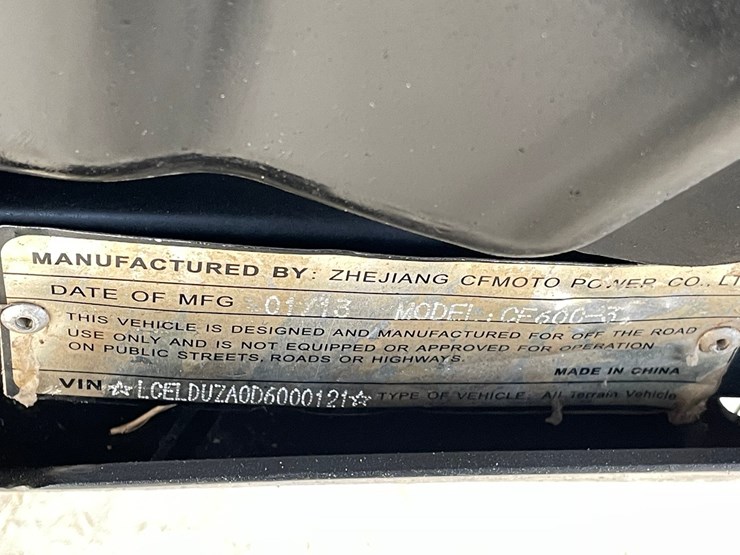 MANUFACTURED BY: ZHEJIANG CFMOTO POWER CO., LT
DATE OF MFG 01/13 MODEL: CF600-3
THIS VEHICLE IS DESIGNED AND MANUFACTURED FOR OFF THE ROAD
USE ONLY AND IS NOT EQUIPPED OR APPROVED FOR OPERATION
ON PUBLIC STREETS, ROADS OR HIGHWAYS.
MADE IN CHINA
VIN ☆LCELDUZA0D6000121☆ TYPE OF VEHICLE All Terrain Vehicle